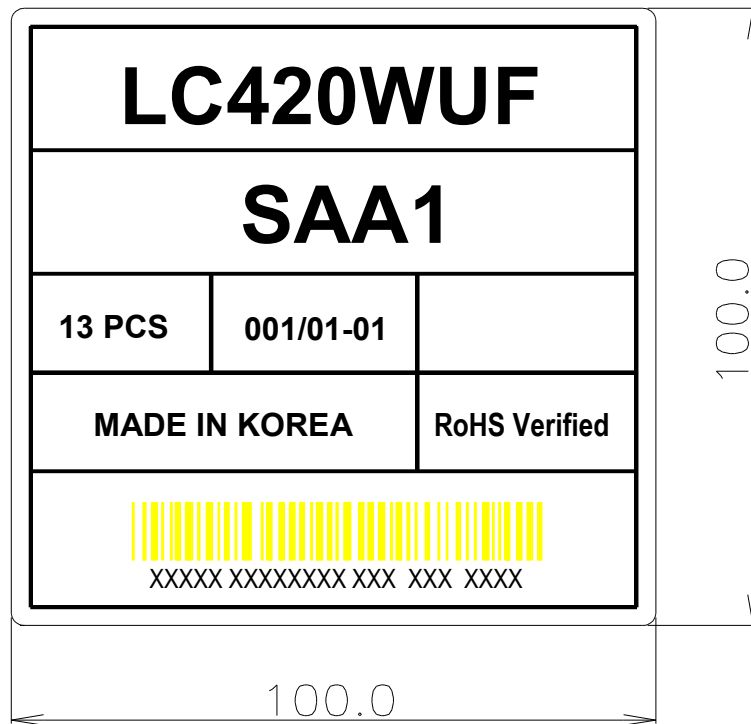 LC420WUF
SAA1
13 PCS 001/01-01
MADE IN KOREA RoHS Verified
XXXXX XXXXXXXX XXX XXX XXXX
100.0
100.0